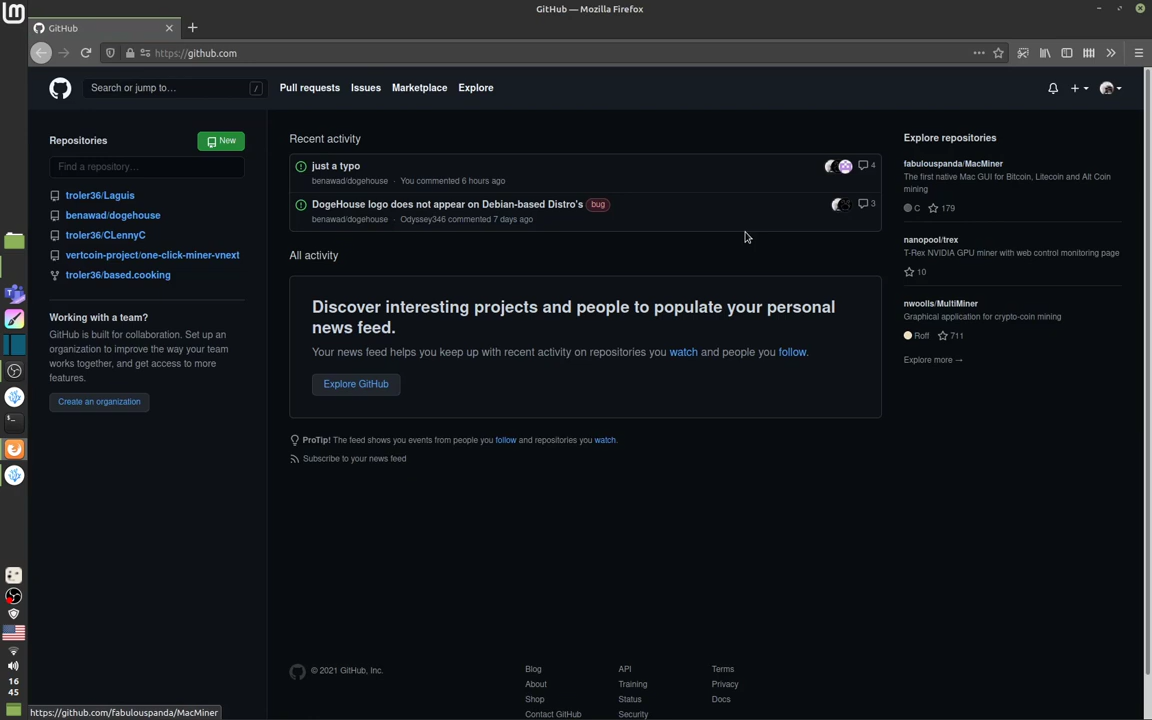 GitHub — Mozilla Firefox
GitHub
https://github.com
Search or jump to…
/
Pull requests
Issues
Marketplace
Explore
Repositories
New
Find a repository…
troler36/Laguis
benawad/dogehouse
troler36/CLennyC
vertcoin-project/one-click-miner-vnext
troler36/based.cooking
Working with a team?
GitHub is built for collaboration. Set up an
organization to improve the way your team
works together, and get access to more
features.
Create an organization
Recent activity
just a typo
4
benawad/dogehouse · You commented 6 hours ago
DogeHouse logo does not appear on Debian-based Distro's bug
3
benawad/dogehouse · Odyssey346 commented 7 days ago
All activity
Discover interesting projects and people to populate your personal
news feed.
Your news feed helps you keep up with recent activity on repositories you watch and people you follow.
Explore GitHub
ProTip! The feed shows you events from people you follow and repositories you watch.
Subscribe to your news feed
Explore repositories
fabulouspanda/MacMiner
The first native Mac GUI for Bitcoin, Litecoin and Alt Coin
mining
C 179
nanopool/trex
T-Rex NVIDIA GPU miner with web control monitoring page
10
nwoolls/MultiMiner
Graphical application for crypto-coin mining
Roff 711
Explore more →
© 2021 GitHub, Inc.
Blog
About
Shop
Contact GitHub
API
Training
Status
Security
Terms
Privacy
Docs
16
45
https://github.com/fabulouspanda/MacMiner